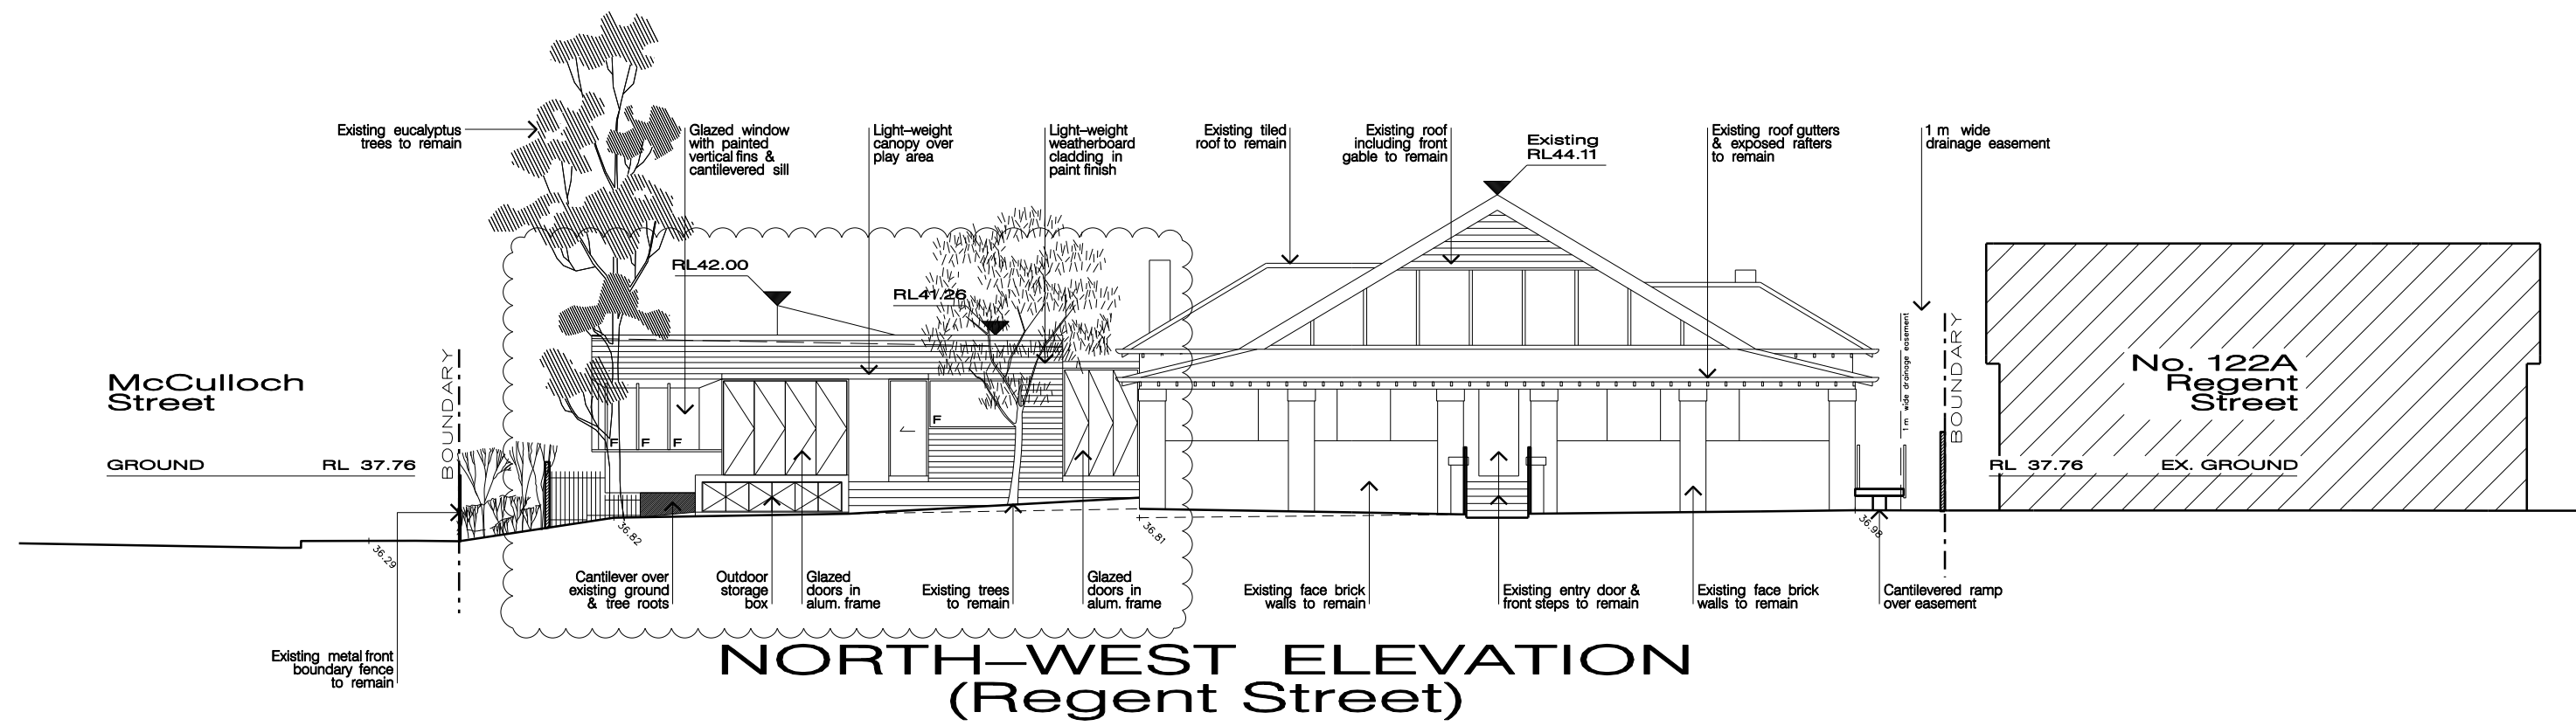 Existing eucalyptus
trees to remain
Glazed window
with painted
vertical fins &
cantilevered sill
Light-weight
canopy over
play area
Light-weight
weatherboard
cladding in
paint finish
Existing tiled
roof to remain
Existing roof
including front
gable to remain
Existing
RL44.11
Existing roof gutters
& exposed rafters
to remain
1 m wide
drainage easement
RL42.00
RL41.26
McCulloch
Street
GROUND RL 37.76
BOUNDARY
F
F
F
F
1 m wide drainage easement
BOUNDARY
No. 122A
Regent
Street
RL 37.76 EX. GROUND
36.29
36.82
36.81
36.98
Cantilever over
existing ground
& tree roots
Outdoor
storage
box
Glazed
doors in
alum. frame
Existing trees
to remain
Glazed
doors in
alum. frame
Existing face brick
walls to remain
Existing entry door &
front steps to remain
Existing face brick
walls to remain
Cantilevered ramp
over easement
Existing metal front
boundary fence
to remain
NORTH-WEST ELEVATION
(Regent Street)